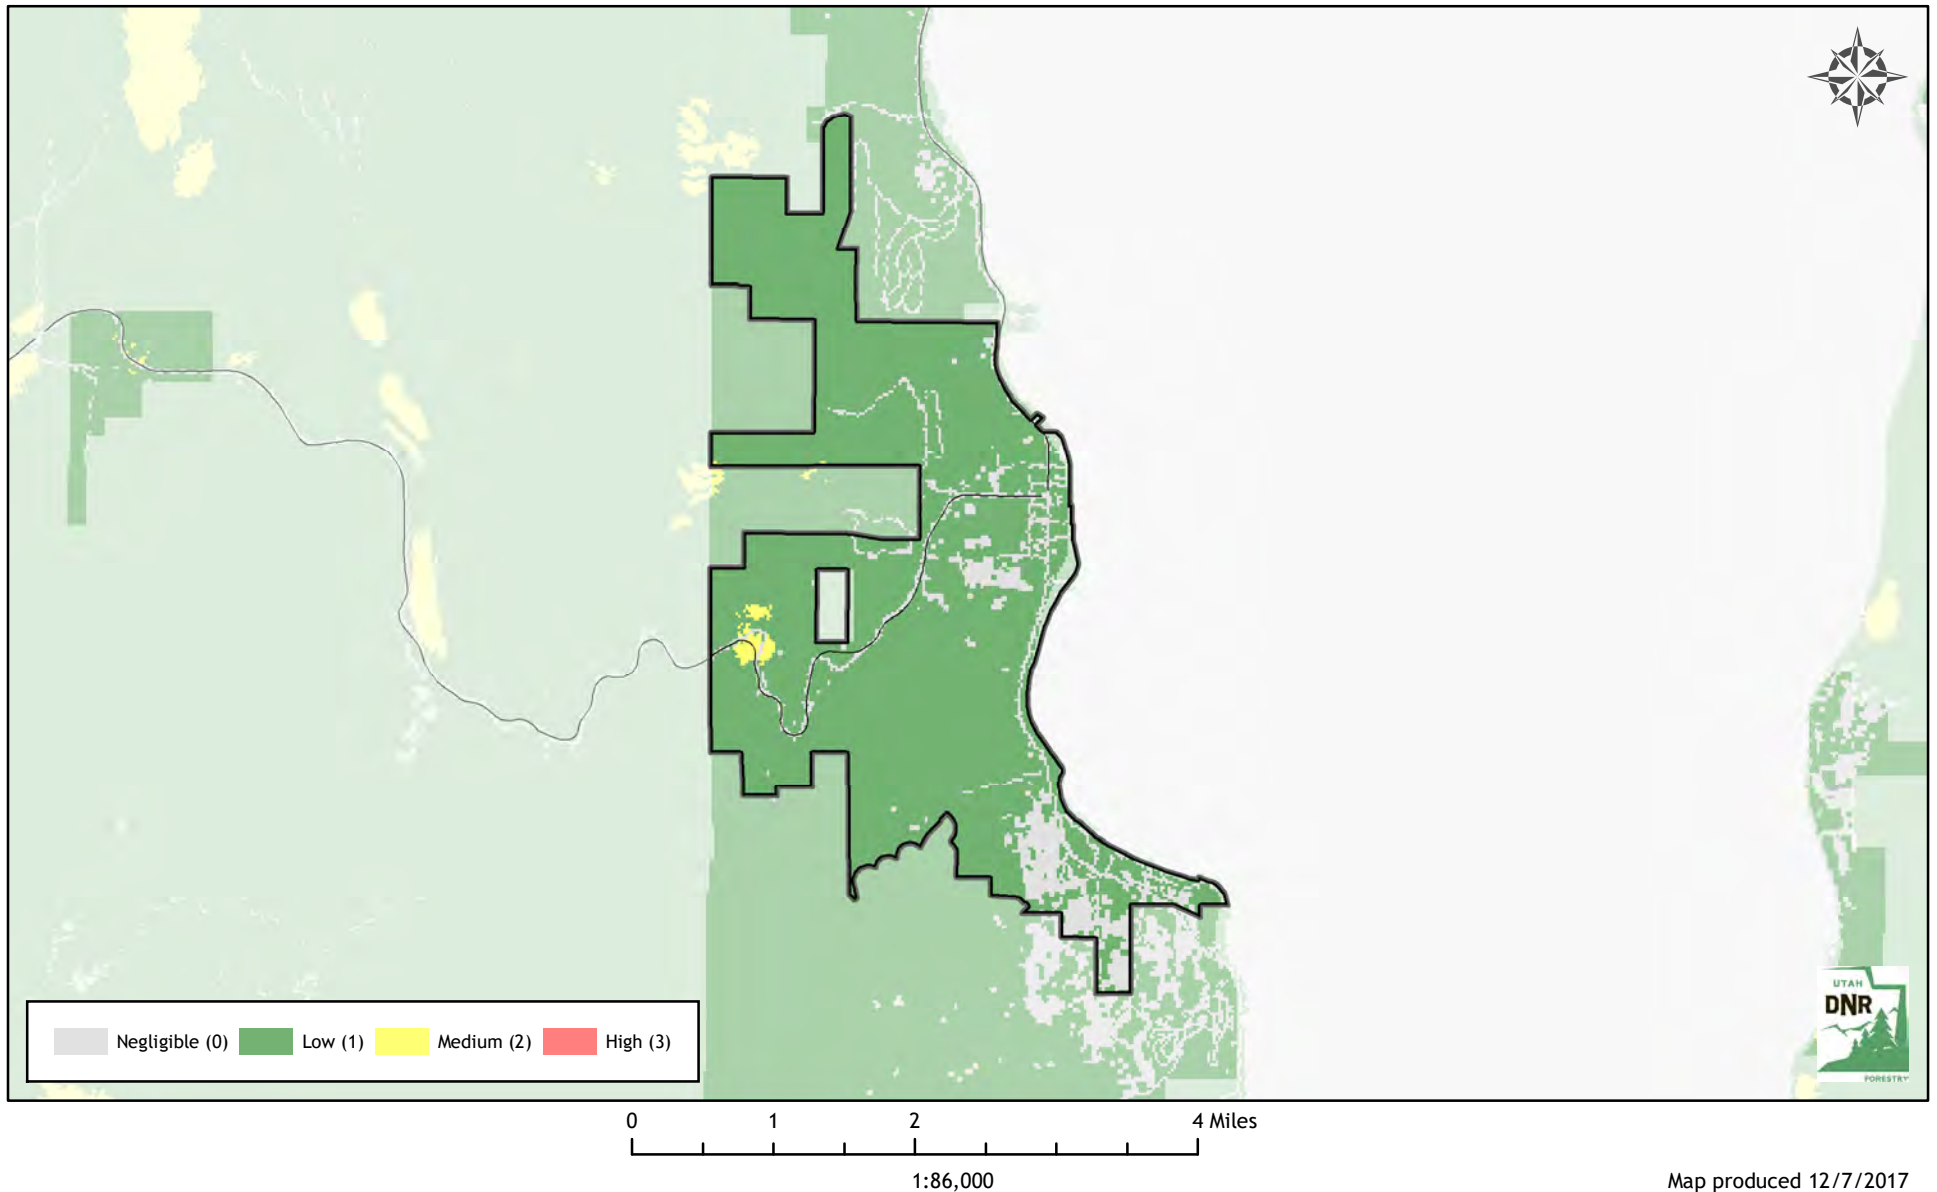 UTAH
DNR
FORESTRY
Negligible (0) Low (1) Medium (2) High (3)
0 1 2 4 Miles
1:86,000
Map produced 12/7/2017